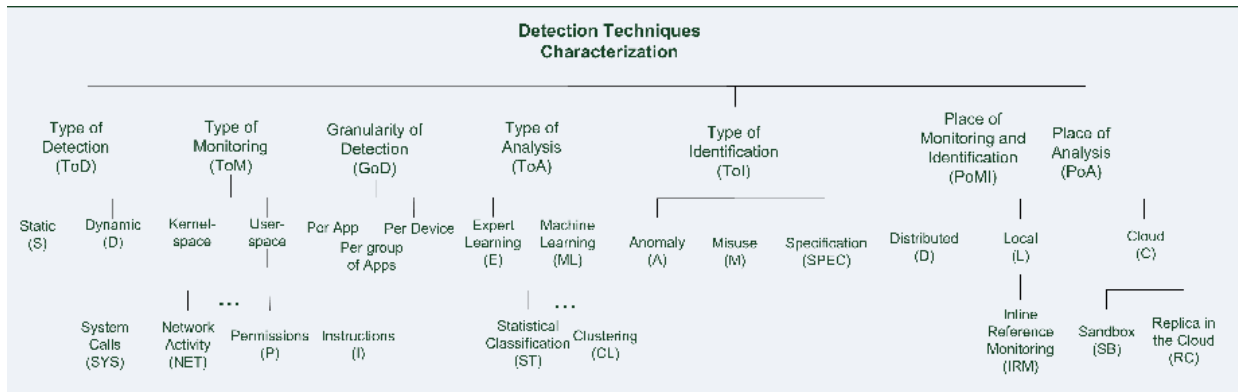 Detection Techniques
Characterization
Type of
Detection
(ToD)
Type of
Monitoring
(ToM)
Granularity of
Detection
(GoD)
Type of
Analysis
(ToA)
Type of
Identification
(ToI)
Place of
Monitoring and
Identification
(PoMI)
Place of
Analysis
(PoA)
Static
(S)
Dynamic
(D)
Kernel-
space
User-
space
Per App
Per group
of Apps
Per Device
Expert
Learning
(E)
Machine
Learning
(ML)
Anomaly
(A)
Misuse
(M)
Specification
(SPEC)
Distributed
(D)
Local
(L)
Cloud
(C)
System
Calls
(SYS)
Network
Activity
(NET)
...
Permissions
(P)
Instructions
(I)
Statistical
Classification
(ST)
...
Clustering
(CL)
Inline
Reference
Monitoring
(IRM)
Sandbox
(SB)
Replica in
the Cloud
(RC)